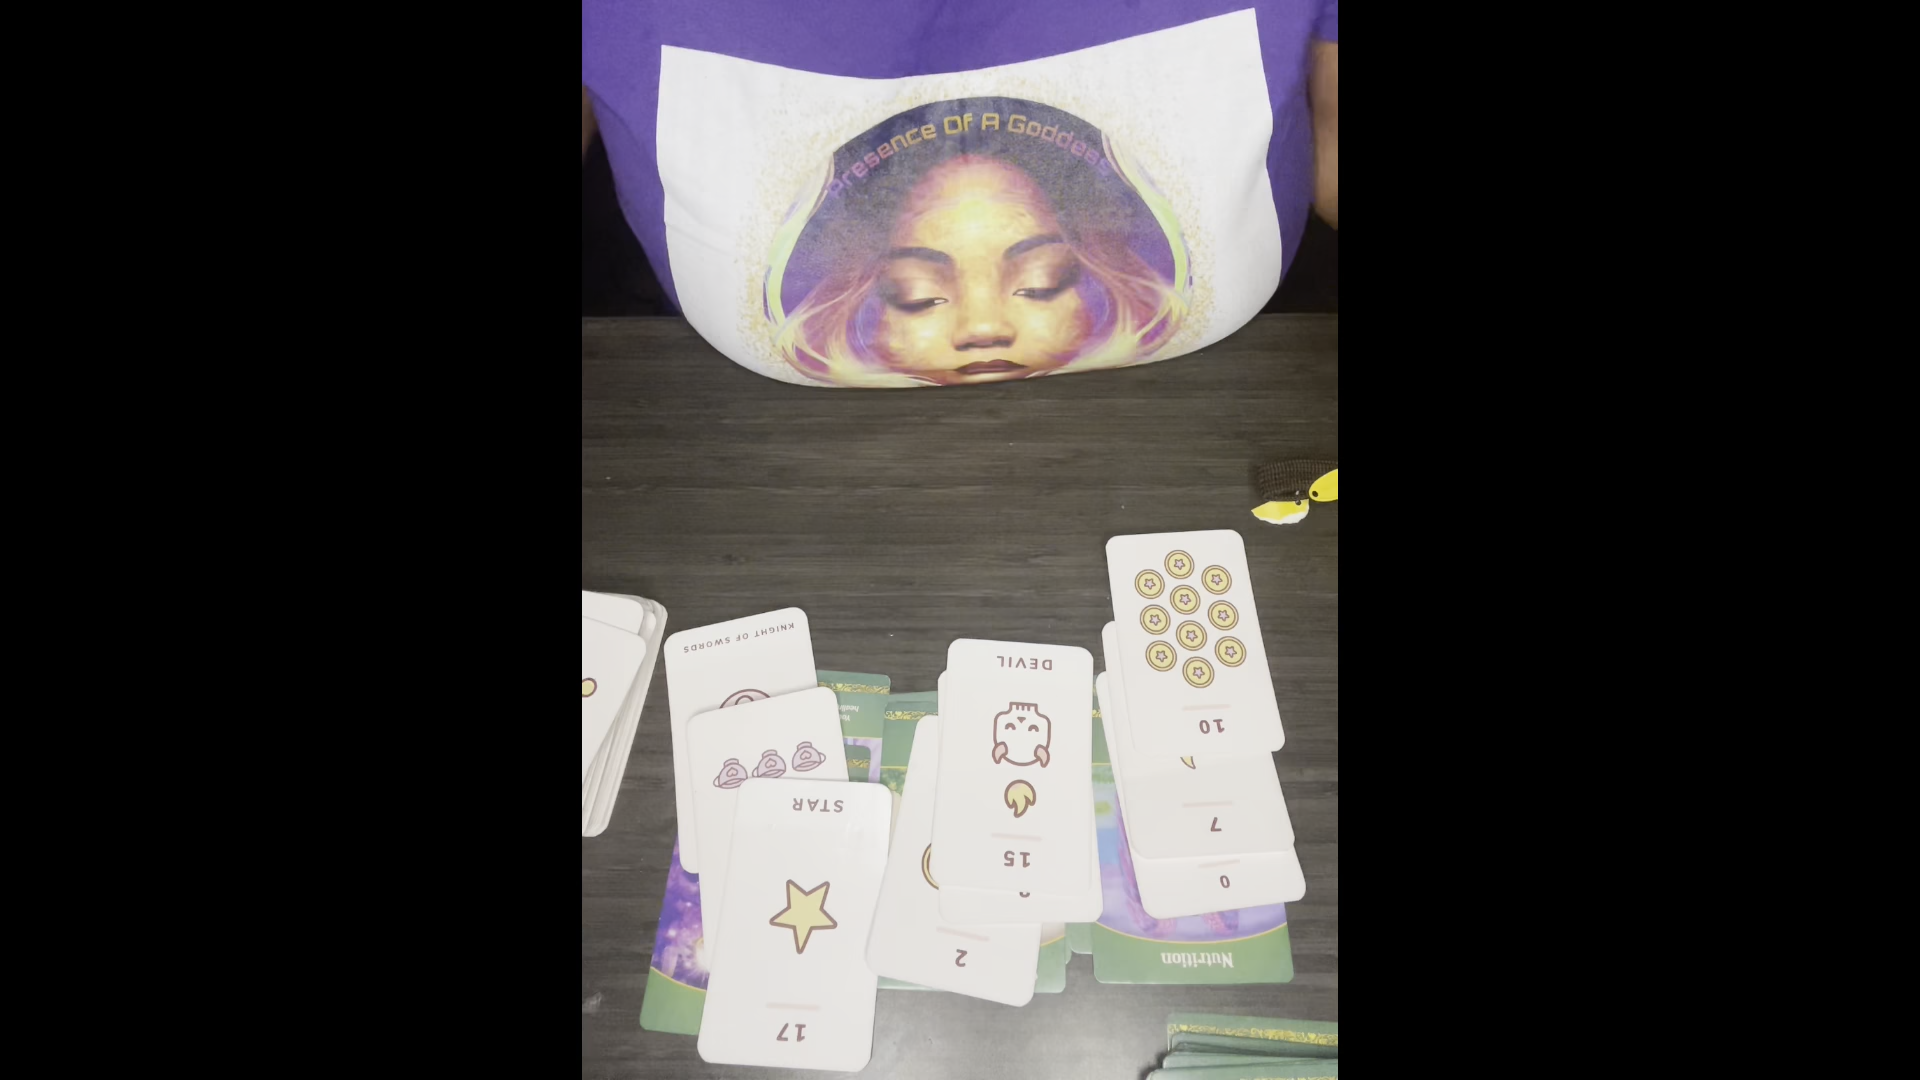 Presence Of A Goddess
KNIGHT OF SWORDS
STAR
17
2
DEVIL
15
10
7
0
Nutrition